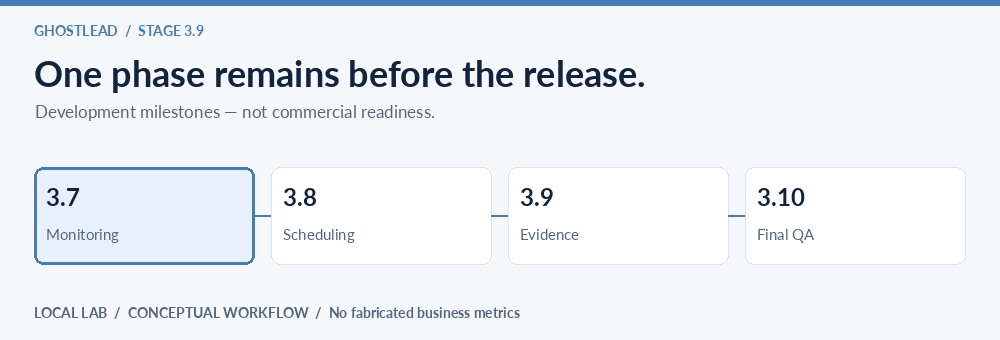 GHOSTLEAD / STAGE 3.9
One phase remains before the release.
Development milestones — not commercial readiness.
3.7
Monitoring
3.8
Scheduling
3.9
Evidence
3.10
Final QA
LOCAL LAB / CONCEPTUAL WORKFLOW / No fabricated business metrics